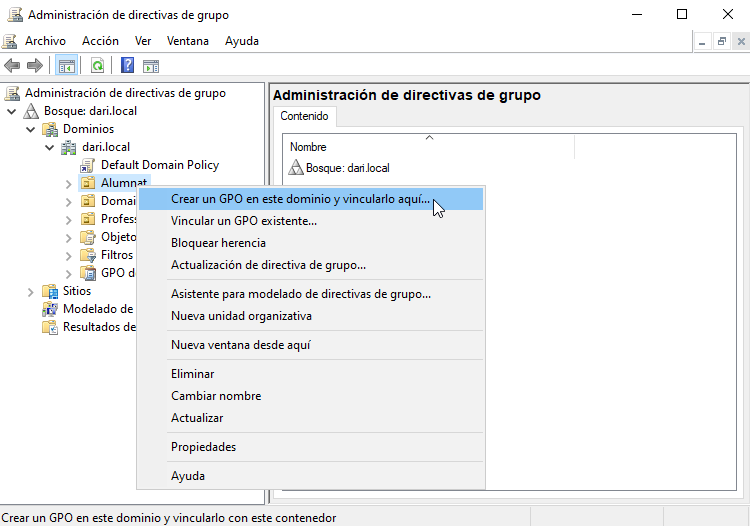 Administración de directivas de grupo
Archivo Acción Ver Ventana Ayuda
Administración de directivas de grupo
Bosque: dari.local
Dominios
dari.local
Default Domain Policy
Alumnat
Domai
Profess
Objeto
Filtros
GPO d
Sitios
Modelado de
Resultados de
Administración de directivas de grupo
Contenido
Nombre
Bosque: dari.local
Crear un GPO en este dominio y vincularlo aquí...
Vincular un GPO existente...
Bloquear herencia
Actualización de directiva de grupo...
Asistente para modelado de directivas de grupo...
Nueva unidad organizativa
Nueva ventana desde aquí
Eliminar
Cambiar nombre
Actualizar
Propiedades
Ayuda
Crear un GPO en este dominio y vincularlo con este contenedor